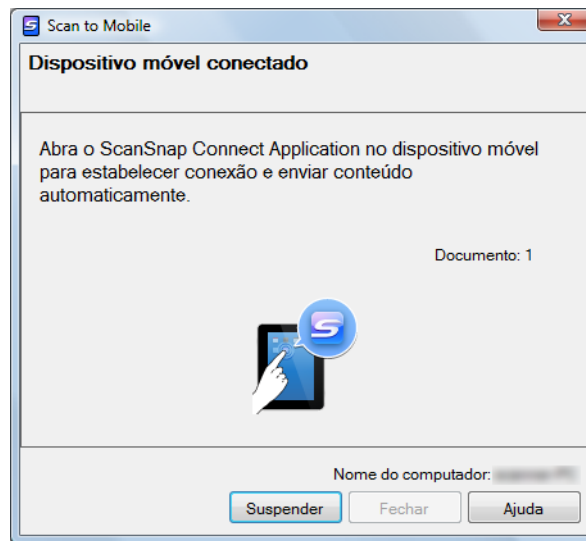 Scan to Mobile
Dispositivo móvel conectado
Abra o ScanSnap Connect Application no dispositivo móvel
para estabelecer conexão e enviar conteúdo
automaticamente.
Documento: 1
Nome do computador:
Suspender Fechar Ajuda